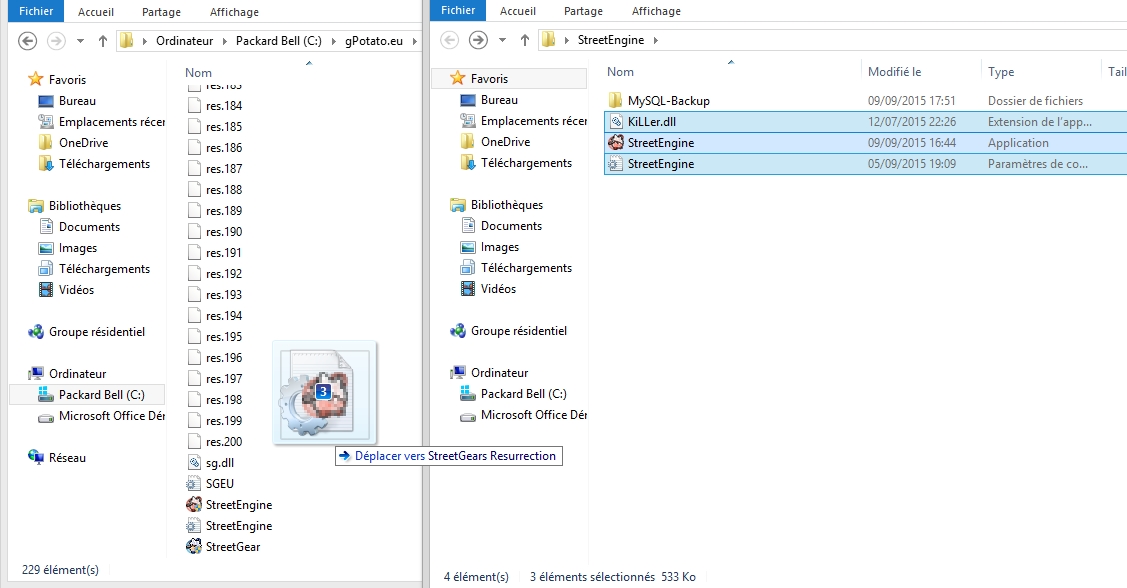 Fichier Accueil Partage Affichage
Ordinateur Packard Bell (C:) gPotato.eu
Favoris
Bureau
Emplacements récer
OneDrive
Téléchargements
Bibliothèques
Documents
Images
Téléchargements
Vidéos
Groupe résidentiel
Ordinateur
Packard Bell (C:)
Microsoft Office Dér
Réseau
Nom
res.183
res.184
res.185
res.186
res.187
res.188
res.189
res.190
res.191
res.192
res.193
res.194
res.195
res.196
res.197
res.198
res.199
res.200
sg.dll
SGEU
StreetEngine
StreetEngine
StreetGear
3
Déplacer vers StreetGears Resurrection
229 élément(s)
Fichier Accueil Partage Affichage
StreetEngine
Favoris
Bureau
Emplacements récer
OneDrive
Téléchargements
Bibliothèques
Documents
Images
Téléchargements
Vidéos
Groupe résidentiel
Ordinateur
Packard Bell (C:)
Microsoft Office Dér
Nom Modifié le Type Tail
MySQL-Backup 09/09/2015 17:51 Dossier de fichiers
KiLLer.dll 12/07/2015 22:26 Extension de l'app...
StreetEngine 09/09/2015 16:44 Application
StreetEngine 05/09/2015 19:09 Paramètres de co...
4 élément(s) 3 éléments sélectionnés 533 Ko